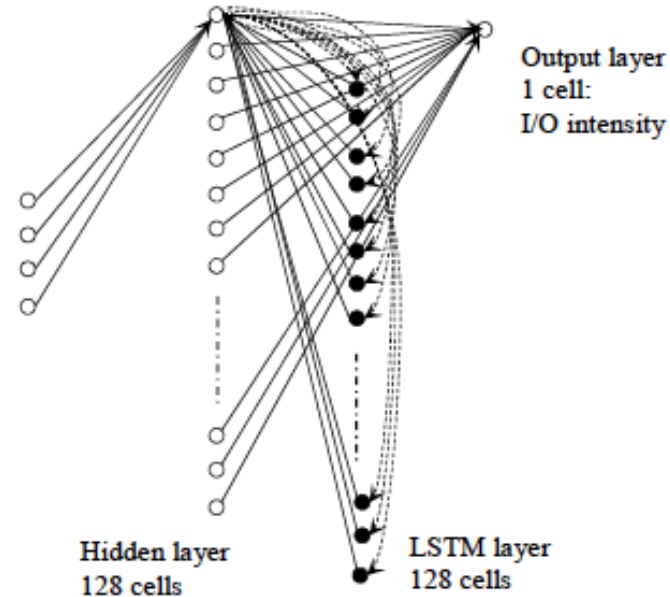 Output layer
1 cell:
I/O intensity
Hidden layer
128 cells
LSTM layer
128 cells